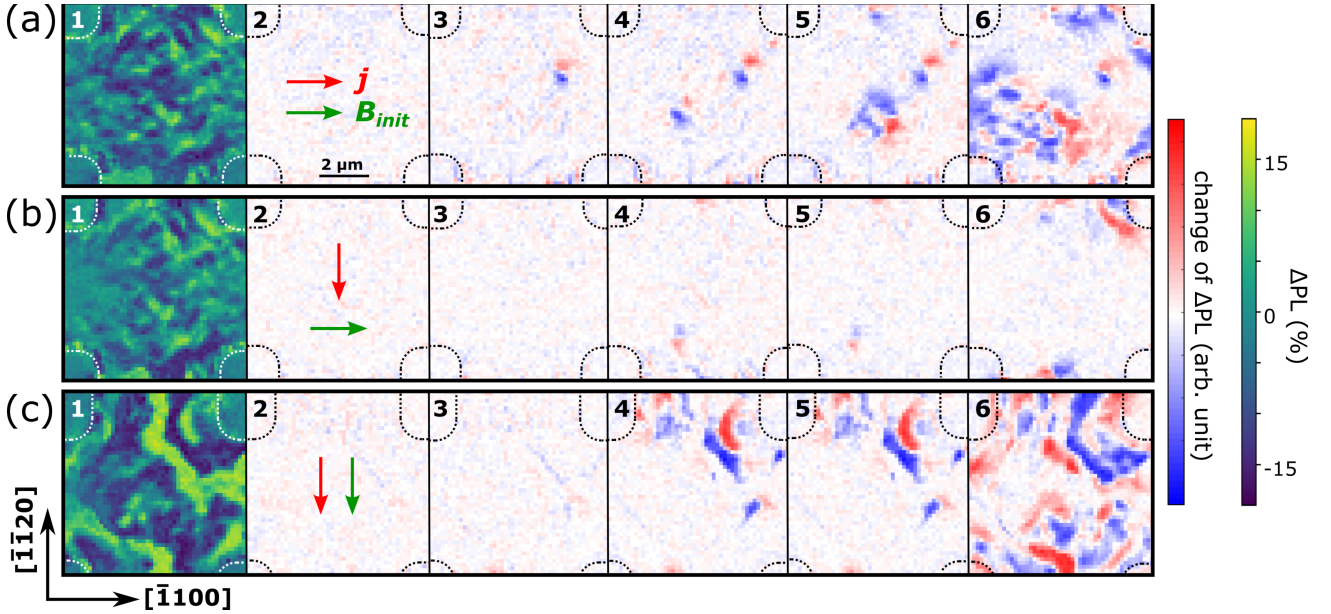 (a)
1 2 3 4 5 6
j
B_init
2 µm
(b)
1 2 3 4 5 6
(c)
1 2 3 4 5 6
change of ΔPL (arb. unit)
15
0
-15
ΔPL (%)
[1̄1̄20]
[1̄100]